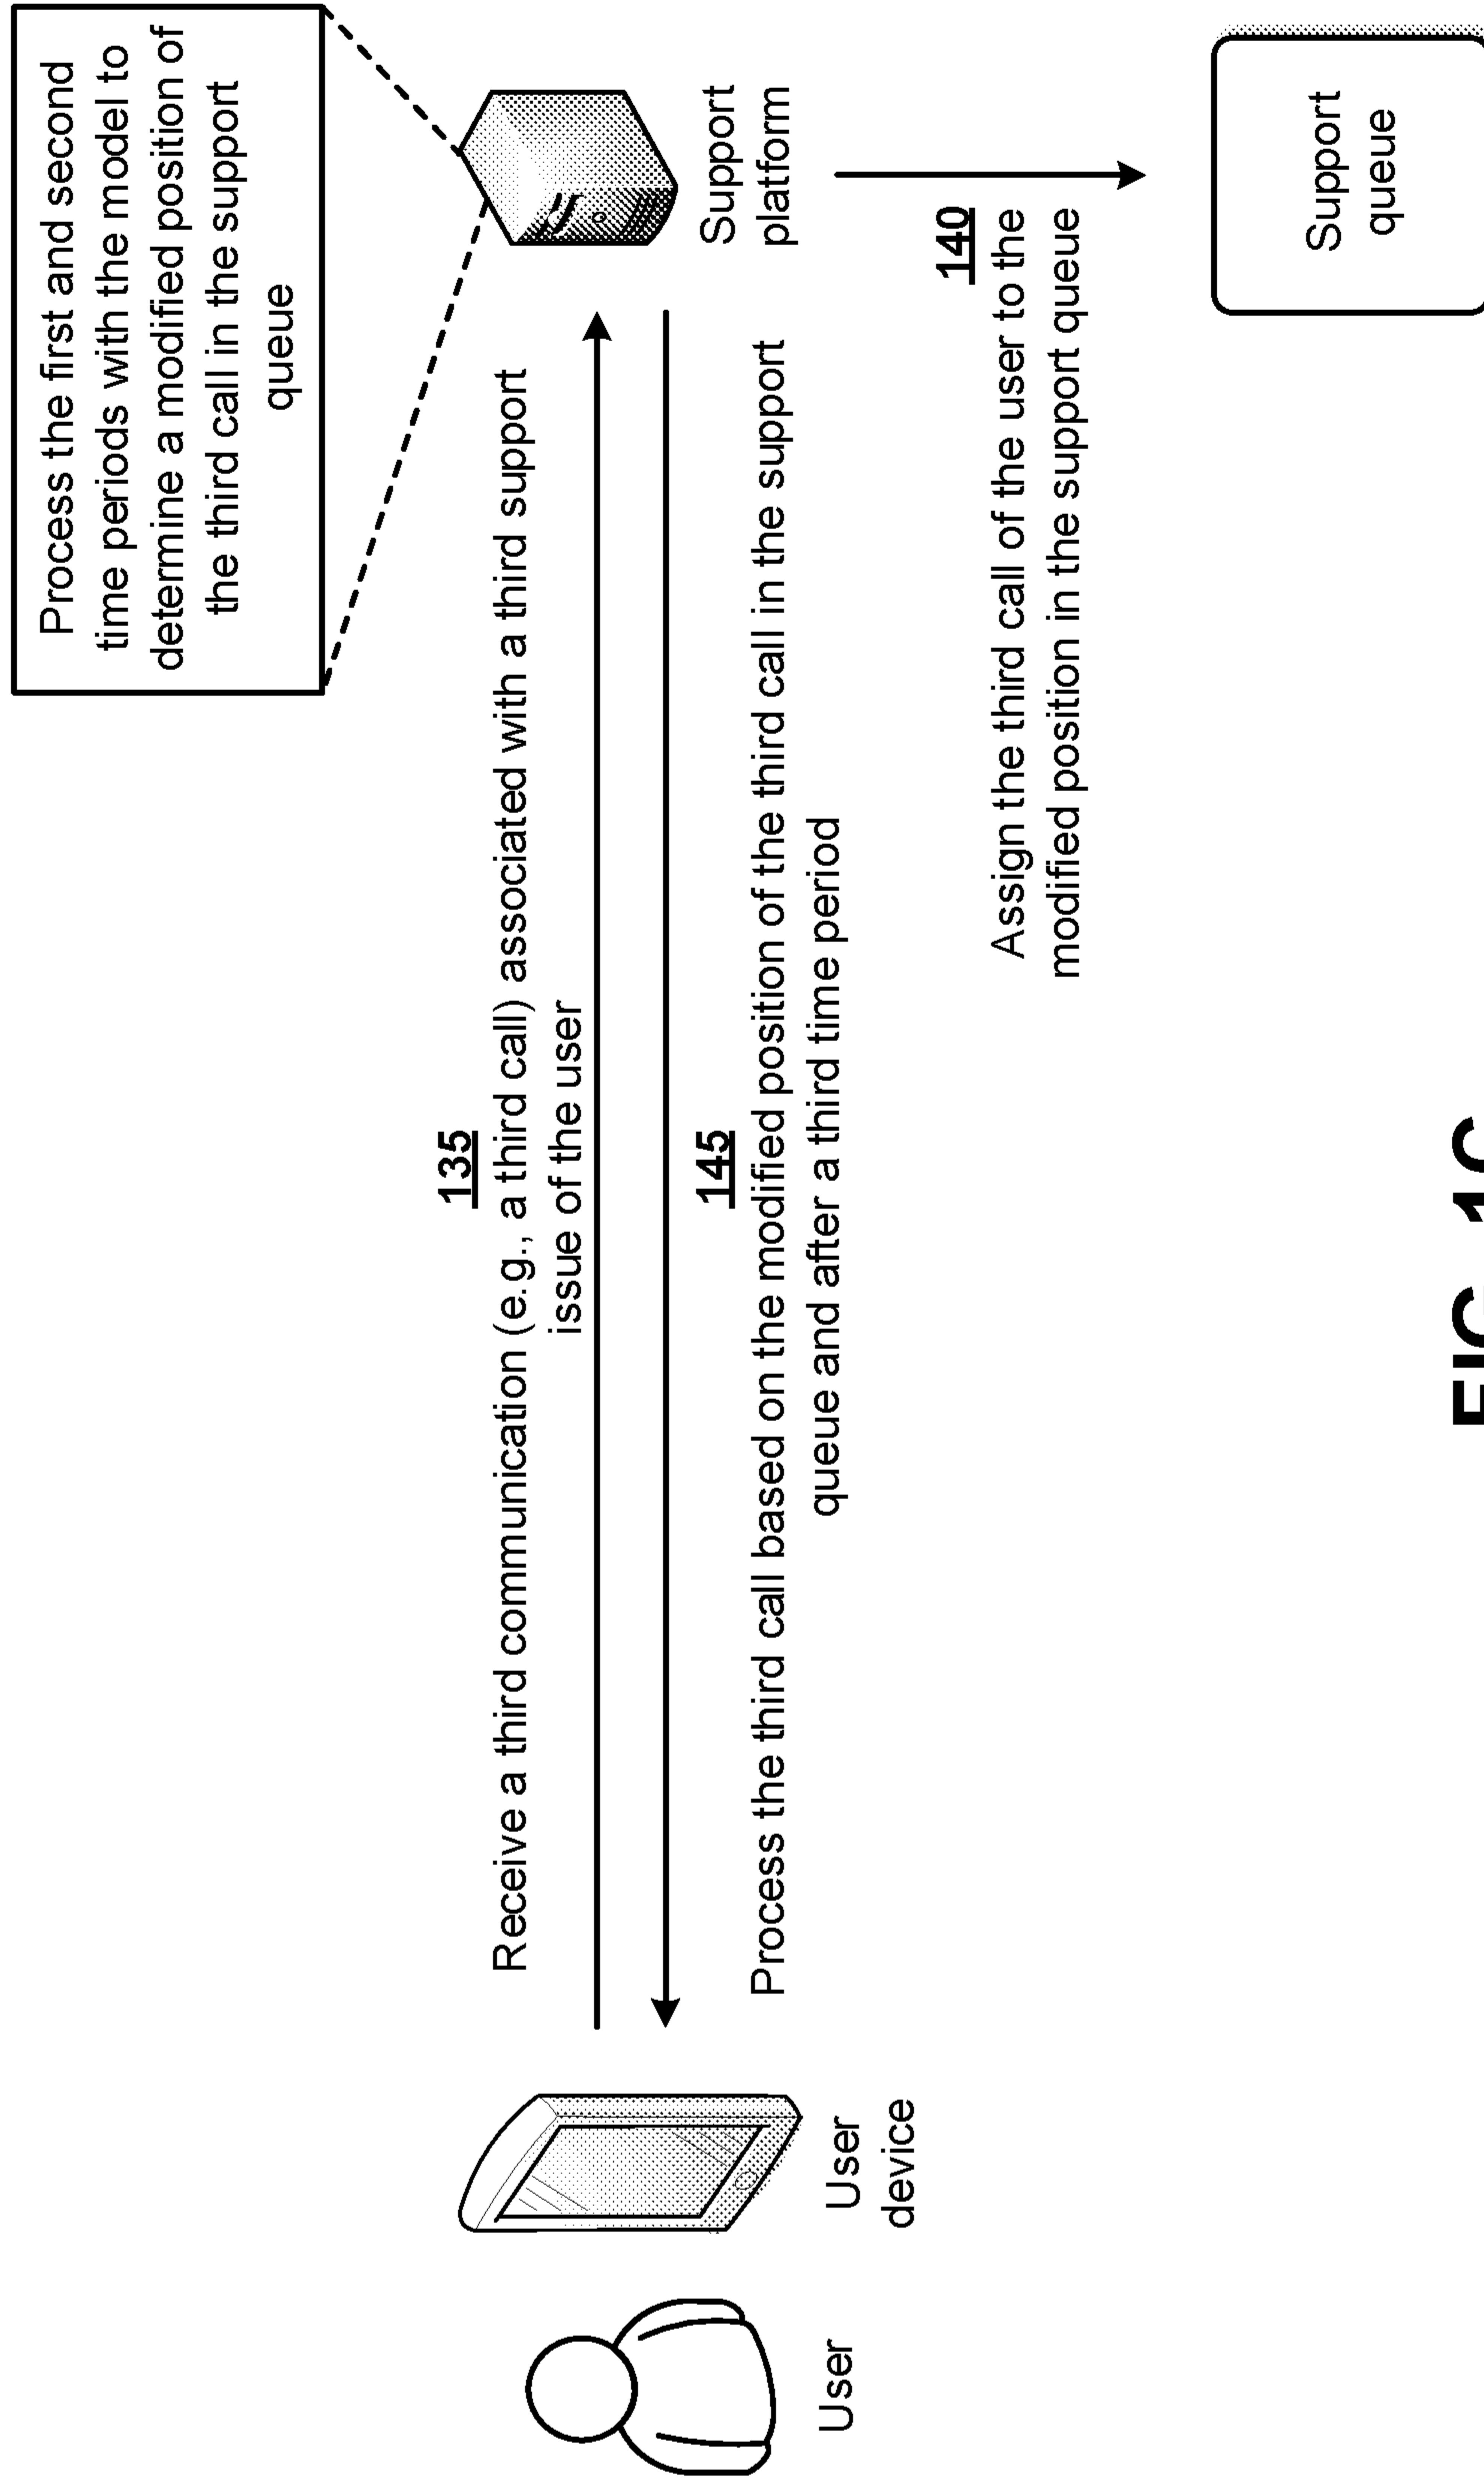 Process the first and second
time periods with the model to
determine a modified position of
the third call in the support
queue
135
Receive a third communication (e.g., a third call) associated with a third support
issue of the user
145
Process the third call based on the modified position of the third call in the support
queue and after a third time period
User
User
device
Support
platform
140
Assign the third call of the user to the
modified position in the support queue
Support
queue